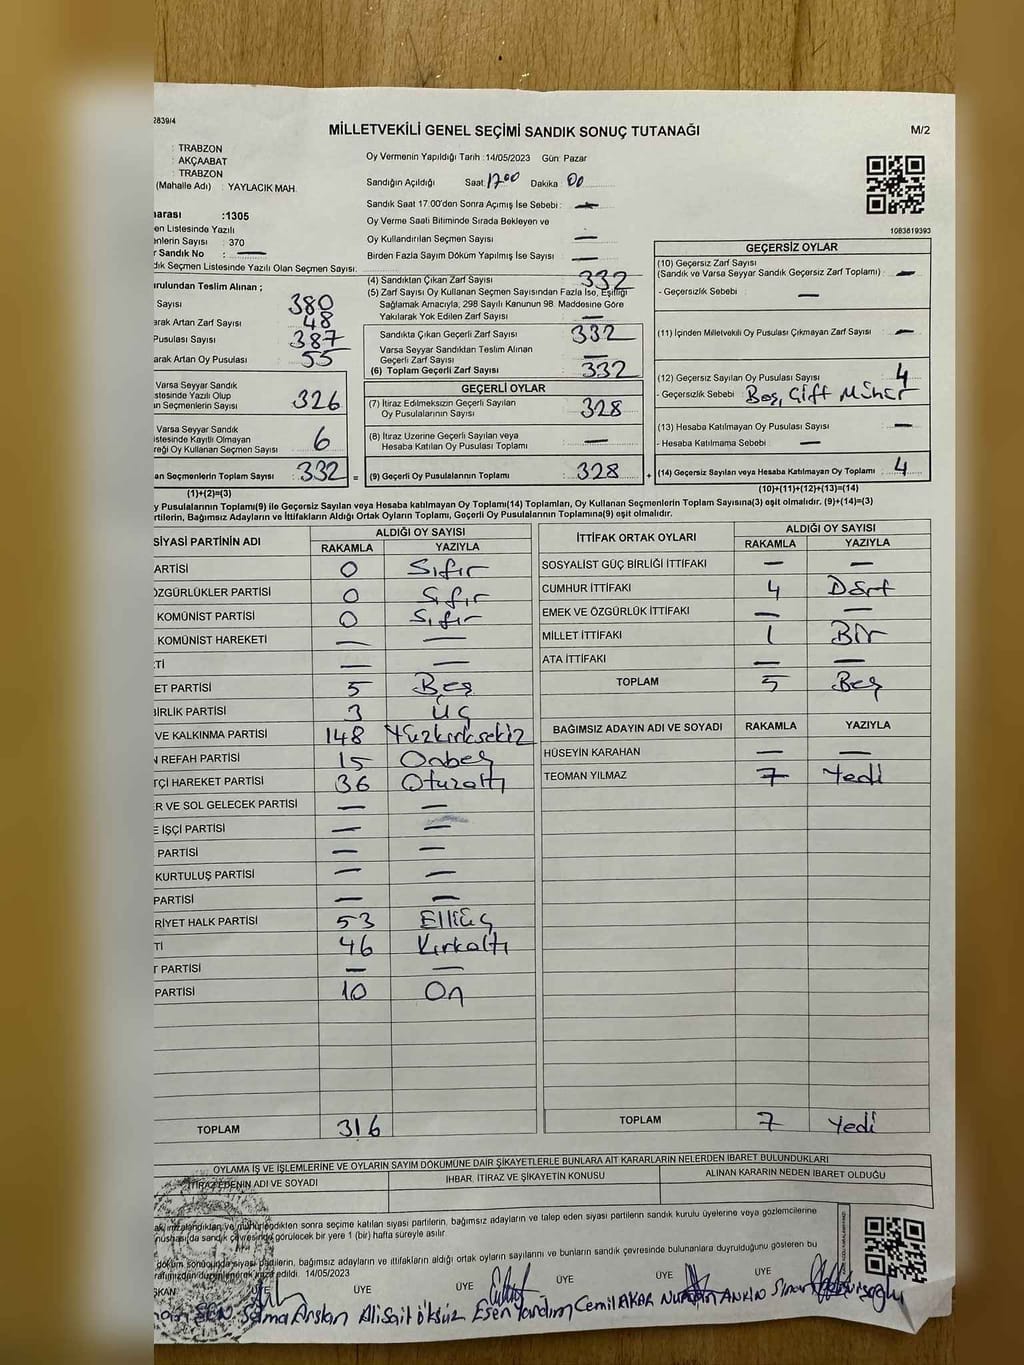 2839/4
MİLLETVEKİLİ GENEL SEÇİMİ SANDIK SONUÇ TUTANAĞI
M/2
: TRABZON
: AKÇAABAT
: TRABZON
(Mahalle Adı) : YAYLACIK MAH.
arası :1305
en Listesinde Yazılı
enlerin Sayısı : 370
r Sandık No : —
dık Seçmen Listesinde Yazılı Olan Seçmen Sayısı:
Oy Vermenin Yapıldığı Tarih :14/05/2023 Gün: Pazar
Sandığın Açıldığı Saat: 17:00 Dakika : 00
Sandık Saat 17:00'den Sonra Açımış İse Sebebi : —
Oy Verme Saati Bitiminde Sırada Bekleyen ve
Oy Kullandırılan Seçmen Sayısı —
Birden Fazla Sayım Döküm Yapılmış İse Sayısı —
1083619393
urulundan Teslim Alınan ;
Sayısı 380
arak Artan Zarf Sayısı 48
Pusulası Sayısı 387
arak Artan Oy Pusulası 55
(4) Sandıktan Çıkan Zarf Sayısı 332
(5) Zarf Sayısı Oy Kullanan Seçmen Sayısından Fazla İse, Eşitliği
Sağlamak Amacıyla, 298 Sayılı Kanunun 98. Maddesine Göre
Yakılarak Yok Edilen Zarf Sayısı —
Sandıkta Çıkan Geçerli Zarf Sayısı 332
Varsa Seyyar Sandıktan Teslim Alınan
Geçerli Zarf Sayısı —
(6) Toplam Geçerli Zarf Sayısı 332
GEÇERSİZ OYLAR
(10) Geçersiz Zarf Sayısı
(Sandık ve Varsa Seyyar Sandık Geçersiz Zarf Toplamı) : —
- Geçersizlik Sebebi : —
(11) İçinden Milletvekili Oy Pusulası Çıkmayan Zarf Sayısı —
(12) Geçersiz Sayılan Oy Pusulası Sayısı 4
- Geçersizlik Sebebi Boş, Çift Mühür
(13) Hesaba Katılmayan Oy Pusulası Sayısı —
- Hesaba Katılmama Sebebi : —
(14) Geçersiz Sayılan veya Hesaba Katılmayan Oy Toplamı : 4
Varsa Seyyar Sandık
istesinde Yazılı Olup
an Seçmenlerin Sayısı 326
Varsa Seyyar Sandık
istesinde Kayıtlı Olmayan
reği Oy Kullanan Seçmen Sayısı 6
an Seçmenlerin Toplam Sayısı 332 =
(1)+(2)=(3)
GEÇERLİ OYLAR
(7) İtiraz Edilmeksizin Geçerli Sayılan
Oy Pusulalarının Sayısı 328
(8) İtiraz Üzerine Geçerli Sayılan veya
Hesaba Katılan Oy Pusulası Toplamı —
(9) Geçerli Oy Pusulalarının Toplamı 328 +
(10)+(11)+(12)+(13)=(14)
y Pusulalarının Toplamı(9) ile Geçersiz Sayılan veya Hesaba katılmayan Oy Toplamı(14) Toplamları, Oy Kullanan Seçmenlerin Toplam Sayısına(3) eşit olmalıdır. (9)+(14)=(3)
rtilerin, Bağımsız Adayların ve İttifakların Aldığı Ortak Oyların Toplamı, Geçerli Oy Pusulalarının Toplamına(9) eşit olmalıdır.
SİYASİ PARTİNİN ADI ALDIĞI OY SAYISI
RAKAMLA YAZIYLA
ARTİSİ 0 Sıfır
ÖZGÜRLÜKLER PARTİSİ 0 Sıfır
KOMÜNİST PARTİSİ 0 Sıfır
KOMÜNİST HAREKETİ — —
Tİ — —
ET PARTİSİ 5 Beş
BİRLİK PARTİSİ 3 Üç
VE KALKINMA PARTİSİ 148 Yüzkırksekiz
N REFAH PARTİSİ 15 Onbeş
TÇİ HAREKET PARTİSİ 36 Otuzaltı
ER VE SOL GELECEK PARTİSİ — —
E İŞÇİ PARTİSİ — —
PARTİSİ — —
KURTULUŞ PARTİSİ — —
PARTİSİ — —
RİYET HALK PARTİSİ 53 Elliüç
Tİ 46 Kırkaltı
T PARTİSİ — —
PARTİSİ 10 On
TOPLAM 316
İTTİFAK ORTAK OYLARI ALDIĞI OY SAYISI
RAKAMLA YAZIYLA
SOSYALİST GÜÇ BİRLİĞİ İTTİFAKI — —
CUMHUR İTTİFAKI 4 Dört
EMEK VE ÖZGÜRLÜK İTTİFAKI — —
MİLLET İTTİFAKI 1 Bir
ATA İTTİFAKI — —
TOPLAM 5 Beş
BAĞIMSIZ ADAYIN ADI VE SOYADI RAKAMLA YAZIYLA
HÜSEYİN KARAHAN — —
TEOMAN YILMAZ 7 Yedi
TOPLAM 7 Yedi
OYLAMA İŞ VE İŞLEMLERİNE VE OYLARIN SAYIM DÖKÜMÜNE DAİR ŞİKAYETLERLE BUNLARA AİT KARARLARIN NELERDEN İBARET BULUNDUKLARI
İTİRAZ EDENİN ADI VE SOYADI İHBAR, İTİRAZ VE ŞİKAYETİN KONUSU ALINAN KARARIN NEDEN İBARET OLDUĞU
ak imzalandıktan ve mühürlendikten sonra seçime katılan siyasi partilerin, bağımsız adayların ve talep eden siyasi partilerin sandık kurulu üyelerine veya gözlemcilerine
nüshası da sandık çevresinde görülecek bir yere 1 (bir) hafta süreyle asılır.
döküm sonucunda siyasi partilerin, bağımsız adayların ve ittifakların aldığı ortak oyların sayılarını ve bunların sandık çevresinde bulunanlara duyrulduğunu gösteren bu
rafımızdan düzenlenerek imza edildi. 14/05/2023
ŞKAN ÜYE ÜYE ÜYE ÜYE ÜYE ÜYE
ŞEN Selma Arslan Ali Sait Öksüz Esen Yardım Cemil AKAR